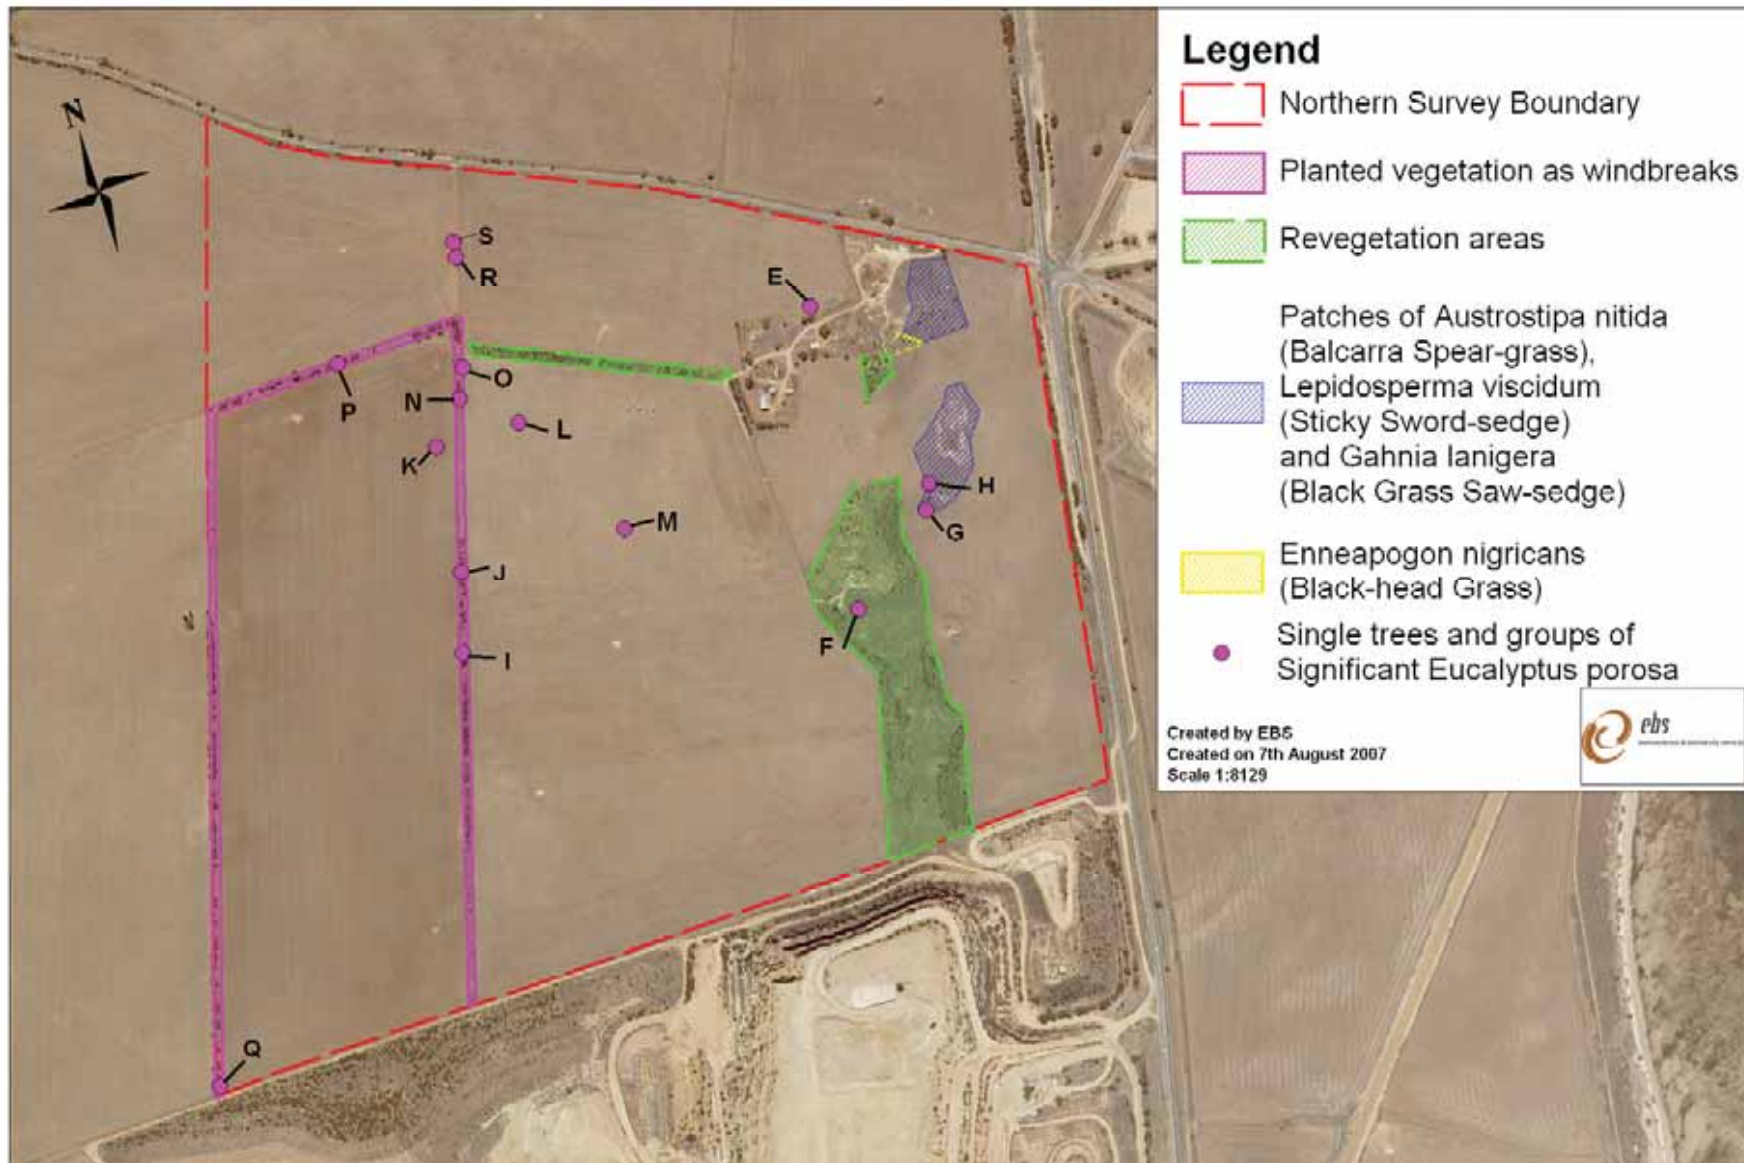 N
S
R
E
O
P
N
L
K
H
M
G
J
F
I
Q
Legend
Northern Survey Boundary
Planted vegetation as windbreaks
Revegetation areas
Patches of Austrostipa nitida
(Balcarra Spear-grass),
Lepidosperma viscidum
(Sticky Sword-sedge)
and Gahnia lanigera
(Black Grass Saw-sedge)
Enneapogon nigricans
(Black-head Grass)
Single trees and groups of
Significant Eucalyptus porosa
Created by EBS
Created on 7th August 2007
Scale 1:8129
ebs